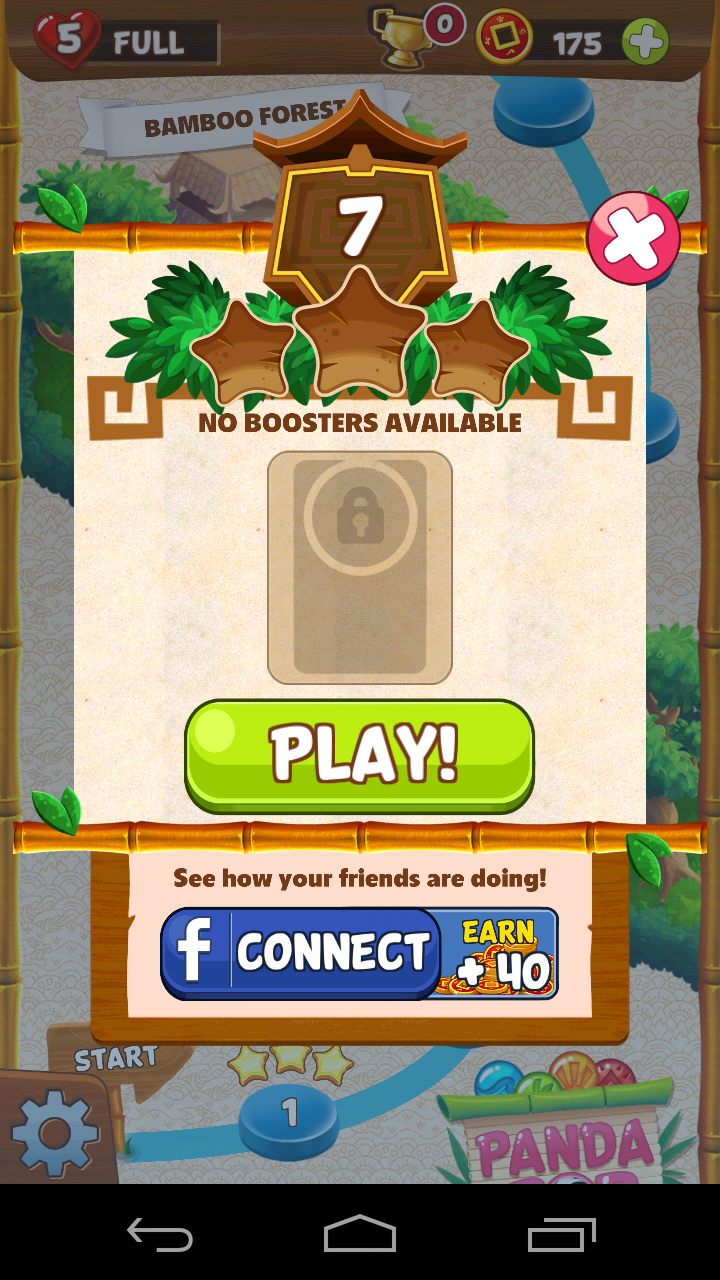 5 FULL
0
175
BAMBOO FOREST
7
NO BOOSTERS AVAILABLE
PLAY!
See how your friends are doing!
f CONNECT
EARN
+ 40
START
1
PANDA
POP